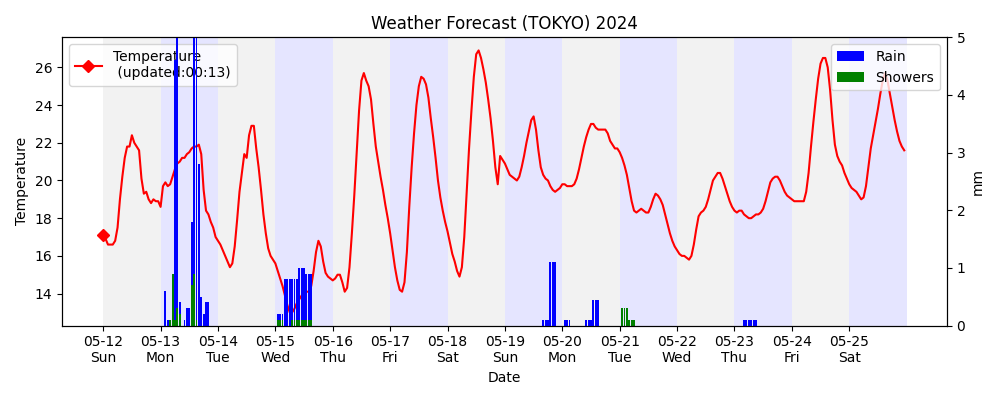 Weather Forecast (TOKYO) 2024
Temperature
(updated:00:13)
Rain
Showers
Temperature
26
24
22
20
18
16
14
5
4
3
2
1
0
mm
05-12 05-13 05-14 05-15 05-16 05-17 05-18 05-19 05-20 05-21 05-22 05-23 05-24 05-25
Sun Mon Tue Wed Thu Fri Sat Sun Mon Tue Wed Thu Fri Sat
Date